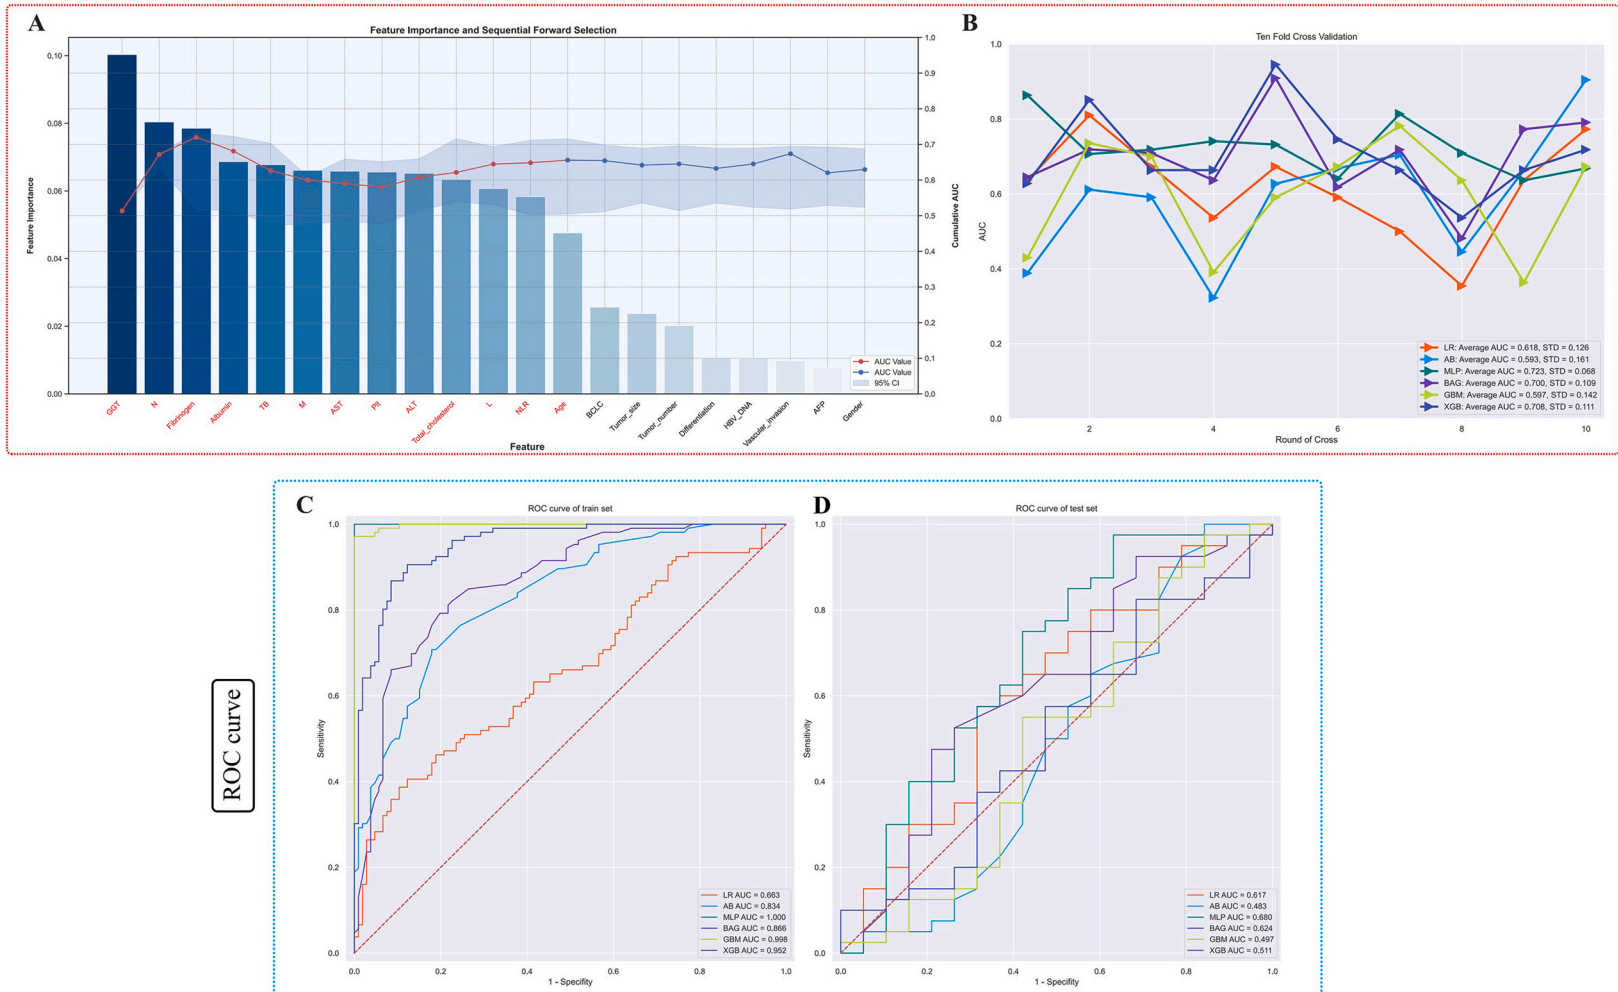 A
Feature Importance and Sequential Forward Selection
Feature Importance
0.10
0.08
0.06
0.04
0.02
0.00
1.0
0.9
0.8
0.7
0.6
0.5
0.4
0.3
0.2
0.1
0.0
Cumulative AUC
AUC Value
AUC Value
95% CI
GGT
N
Fibrinogen
Albumin
TB
M
AST
Plt
ALT
Total_cholesterol
L
NLR
Age
BCLC
Tumor_size
Tumor_number
Differentiation
HBV_DNA
Vascular_invasion
AFP
Gender
Feature
B
Ten Fold Cross Validation
AUC
1.0
0.8
0.6
0.4
0.2
0.0
LR: Average AUC = 0.618, STD = 0.126
AB: Average AUC = 0.593, STD = 0.161
MLP: Average AUC = 0.723, STD = 0.068
BAG: Average AUC = 0.700, STD = 0.109
GBM: Average AUC = 0.597, STD = 0.142
XGB: Average AUC = 0.708, STD = 0.111
2 4 6 8 10
Round of Cross
ROC curve
C
ROC curve of train set
Sensitivity
1.0
0.8
0.6
0.4
0.2
0.0
LR AUC = 0.663
AB AUC = 0.834
MLP AUC = 1.000
BAG AUC = 0.866
GBM AUC = 0.998
XGB AUC = 0.952
0.0 0.2 0.4 0.6 0.8 1.0
1 - Specifity
D
ROC curve of test set
Sensitivity
1.0
0.8
0.6
0.4
0.2
0.0
LR AUC = 0.617
AB AUC = 0.483
MLP AUC = 0.680
BAG AUC = 0.624
GBM AUC = 0.497
XGB AUC = 0.511
0.0 0.2 0.4 0.6 0.8 1.0
1 - Specifity